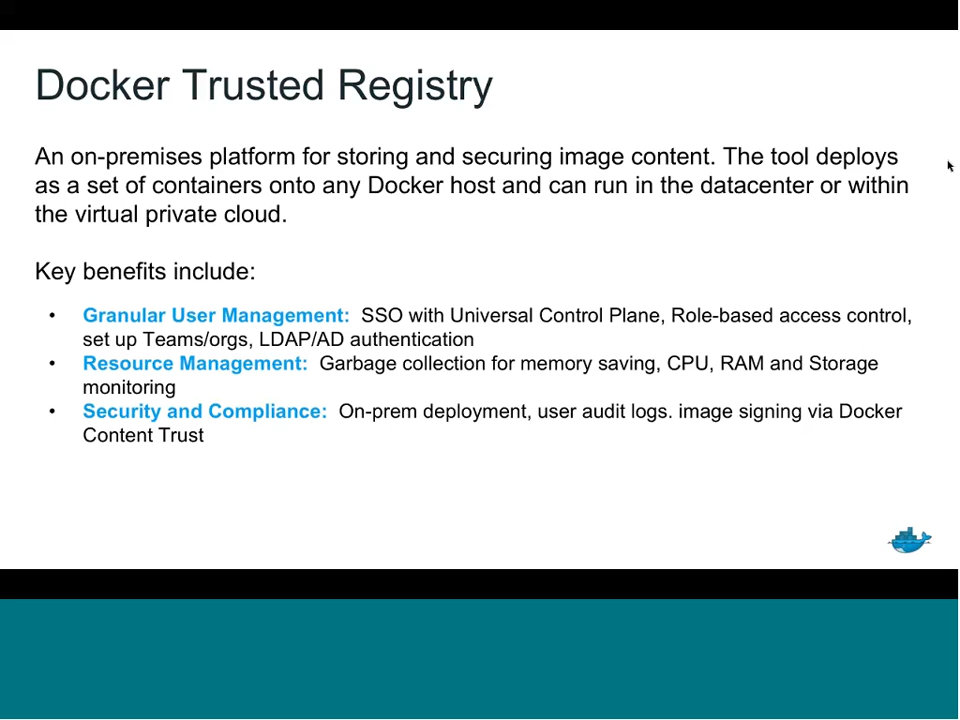 Docker Trusted Registry
An on-premises platform for storing and securing image content. The tool deploys
as a set of containers onto any Docker host and can run in the datacenter or within
the virtual private cloud.
Key benefits include:
• Granular User Management: SSO with Universal Control Plane, Role-based access control,
set up Teams/orgs, LDAP/AD authentication
• Resource Management: Garbage collection for memory saving, CPU, RAM and Storage
monitoring
• Security and Compliance: On-prem deployment, user audit logs. image signing via Docker
Content Trust